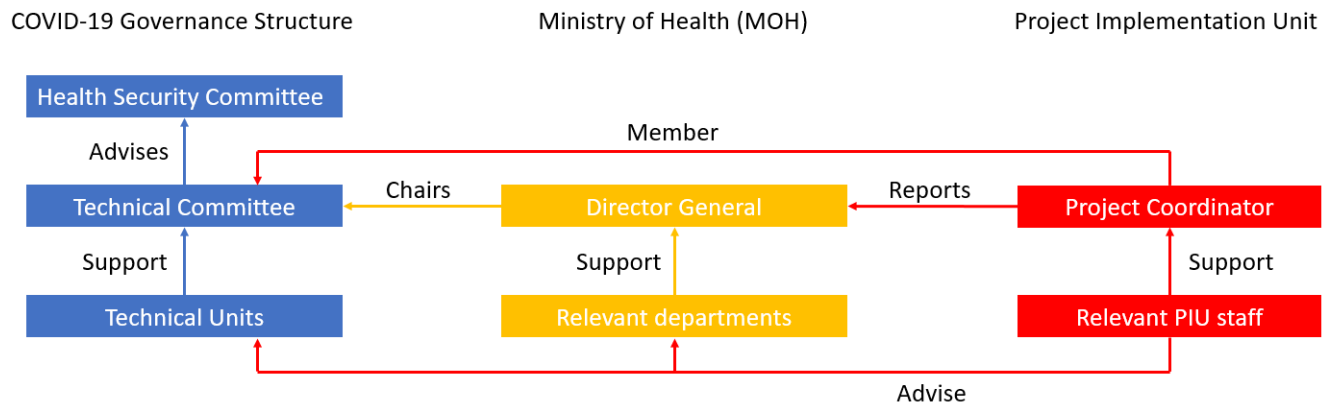 COVID-19 Governance Structure
Ministry of Health (MOH)
Project Implementation Unit
Health Security Committee
Member
Advises
Technical Committee
Chairs
Director General
Reports
Project Coordinator
Support
Support
Support
Technical Units
Relevant departments
Relevant PIU staff
Advise